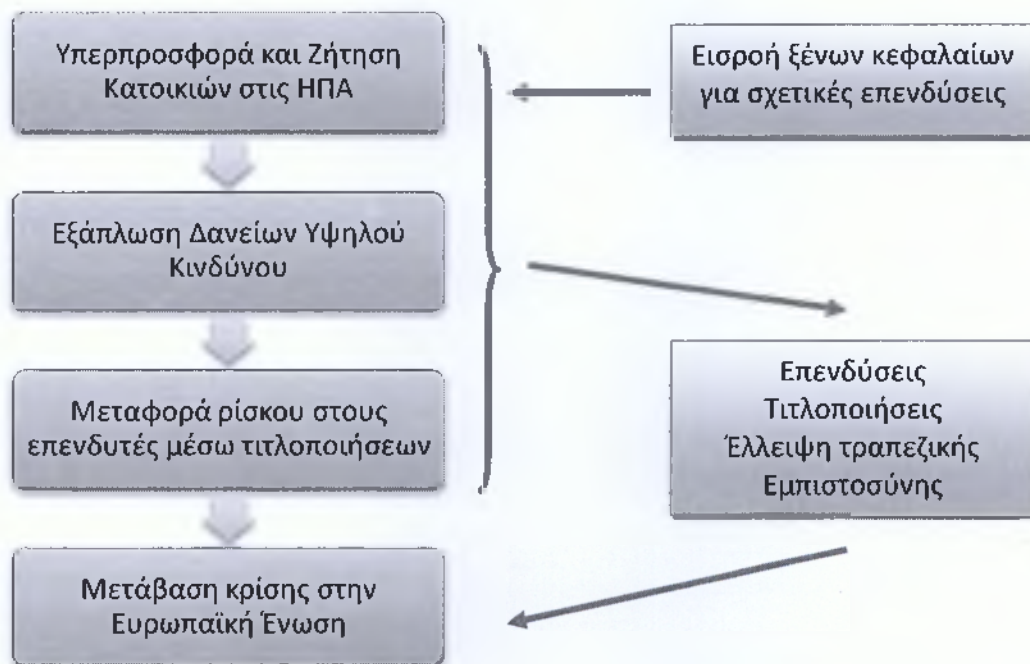 Υπερπροσφορά και Ζήτηση
Κατοικιών στις ΗΠΑ
Εισροή ξένων κεφαλαίων
για σχετικές επενδύσεις
Εξάπλωση Δανείων Υψηλού
Κινδύνου
Μεταφορά ρίσκου στους
επενδυτές μέσω τιτλοποιήσεων
Επενδύσεις
Τιτλοποιήσεις
Έλλειψη τραπεζικής
Εμπιστοσύνης
Μετάβαση κρίσης στην
Ευρωπαϊκή Ένωση